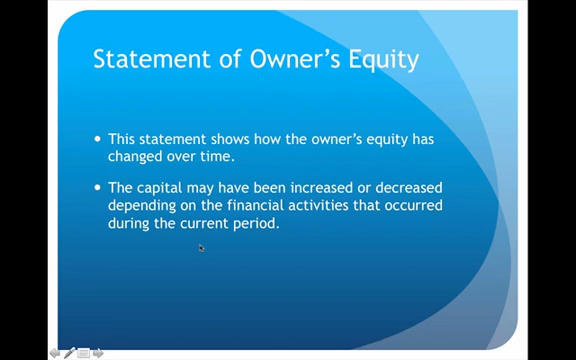 Statement of Owner's Equity
• This statement shows how the owner's equity has
changed over time.
• The capital may have been increased or decreased
depending on the financial activities that occurred
during the current period.